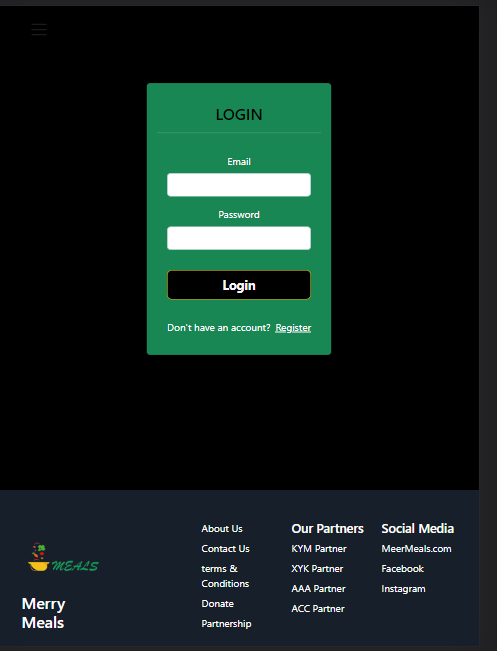 LOGIN
Email
Password
Login
Don't have an account? Register
MEALS
Merry
Meals
About Us
Contact Us
terms &
Conditions
Donate
Partnership
Our Partners
KYM Partner
XYK Partner
AAA Partner
ACC Partner
Social Media
MeerMeals.com
Facebook
Instagram